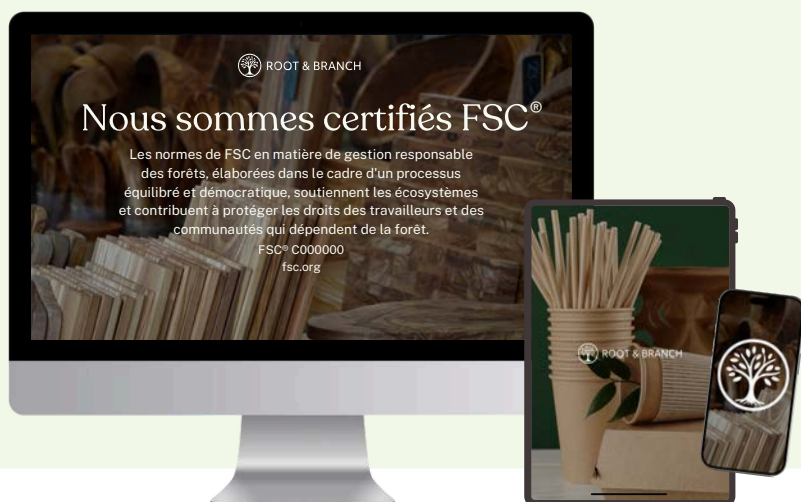 ROOT & BRANCH
Nous sommes certifiés FSC®
Les normes de FSC en matière de gestion responsable
des forêts, élaborées dans le cadre d'un processus
équilibré et démocratique, soutiennent les écosystèmes
et contribuent à protéger les droits des travailleurs et des
communautés qui dépendent de la forêt.
FSC® C000000
fsc.org
ROOT & BRANCH